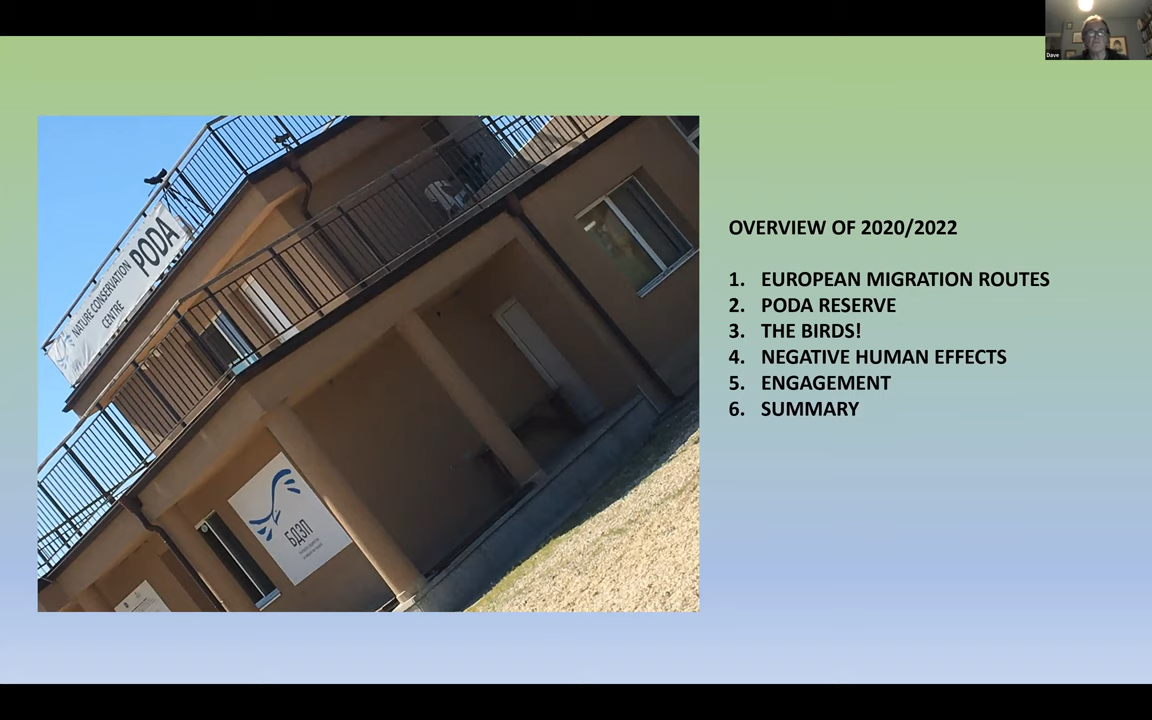 Dave
OVERVIEW OF 2020/2022
1. EUROPEAN MIGRATION ROUTES
2. PODA RESERVE
3. THE BIRDS!
4. NEGATIVE HUMAN EFFECTS
5. ENGAGEMENT
6. SUMMARY
NATURE CONSERVATION
CENTRE
PODA
БДЗП